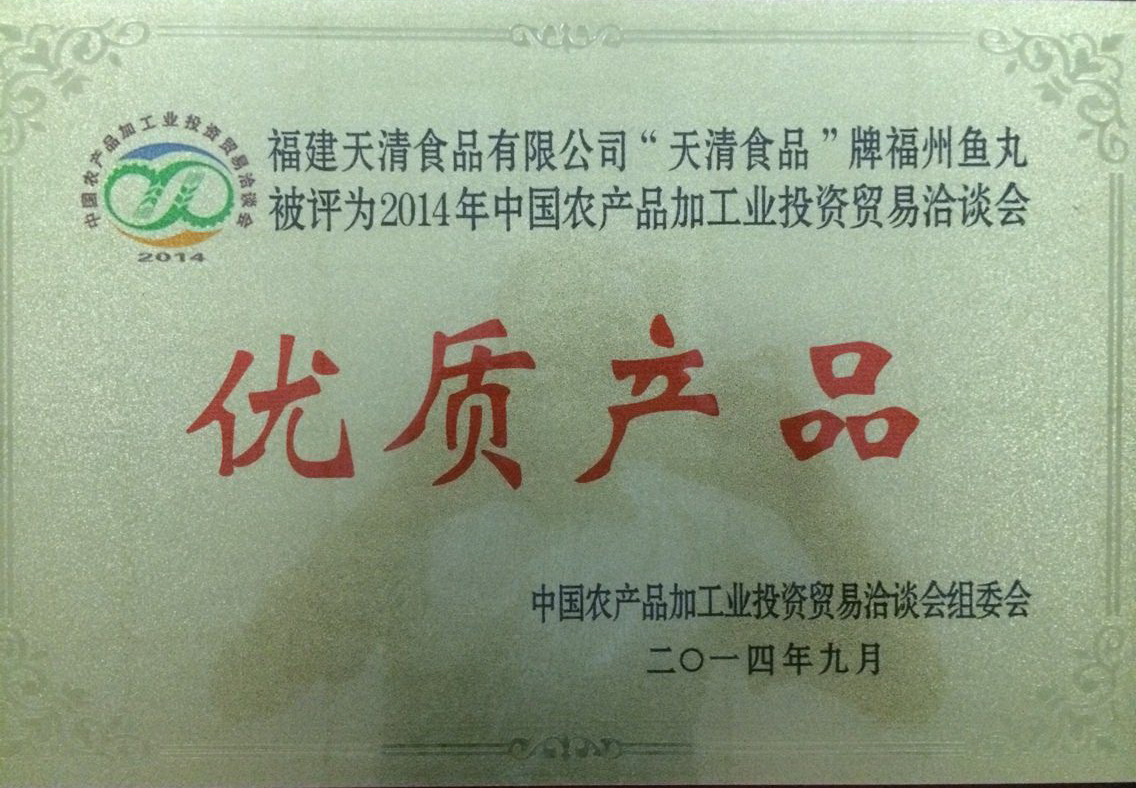 中国农产品加工业投资贸易洽谈会
2014
福建天清食品有限公司“天清食品”牌福州鱼丸
被评为2014年中国农产品加工业投资贸易洽谈会
优质产品
中国农产品加工业投资贸易洽谈会组委会
二〇一四年九月